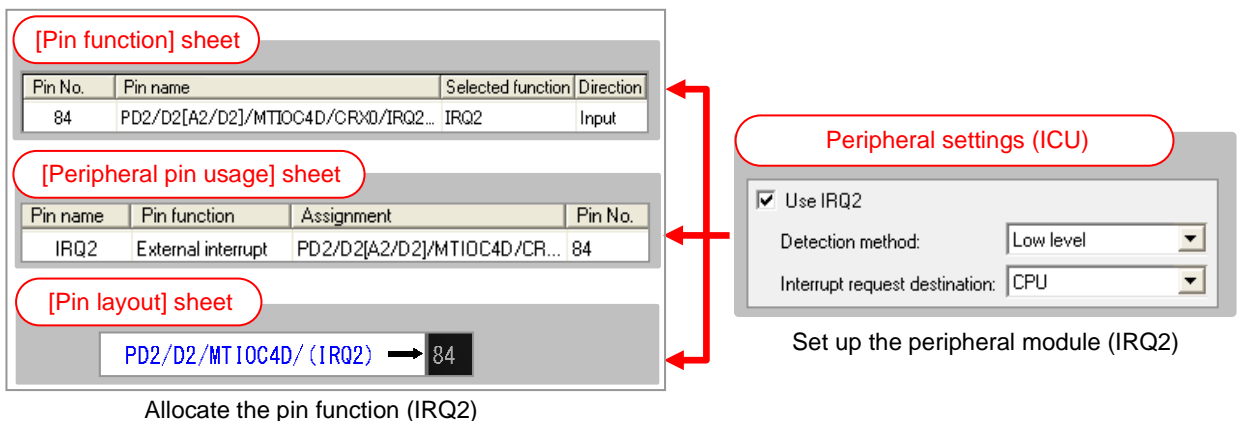 [Pin function] sheet
Pin No. Pin name Selected function Direction
84 PD2/D2[A2/D2]/MTIOC4D/CRX0/IRQ2... IRQ2 Input
[Peripheral pin usage] sheet
Pin name Pin function Assignment Pin No.
IRQ2 External interrupt PD2/D2[A2/D2]/MTIOC4D/CR... 84
[Pin layout] sheet
PD2/D2/MTIOC4D/(IRQ2) 84
Allocate the pin function (IRQ2)
Peripheral settings (ICU)
Use IRQ2
Detection method: Low level
Interrupt request destination: CPU
Set up the peripheral module (IRQ2)